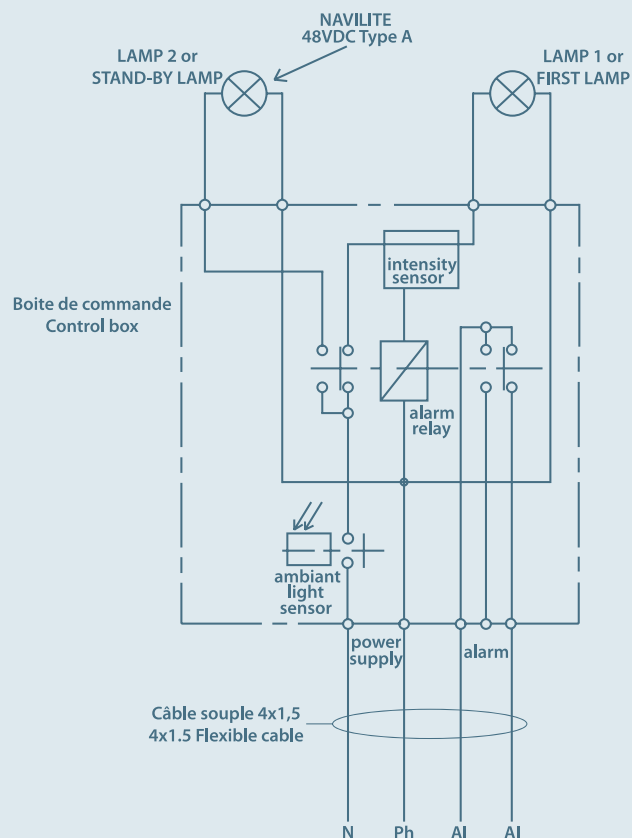 NAVILITE
48VDC Type A
LAMP 2 or
STAND-BY LAMP
LAMP 1 or
FIRST LAMP
intensity
sensor
Boite de commande
Control box
alarm
relay
ambiant
light
sensor
power
supply
alarm
Câble souple 4x1,5
4x1.5 Flexible cable
N Ph Al Al